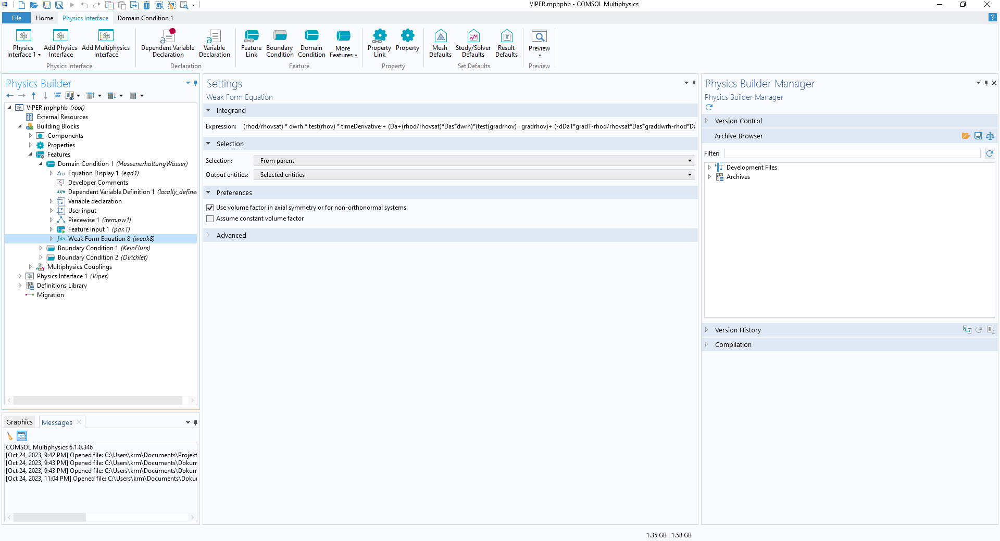 VIPER.mphphb - COMSOL Multiphysics
File Home Physics Interface Domain Condition 1
?
Physics Interface 1
Add Physics Interface
Add Multiphysics Interface
Physics Interface
Dependent Variable Declaration
Variable Declaration
Declaration
Feature Link
Boundary Condition
Domain Condition
More Features
Feature
Property Link
Property
Property
Mesh Defaults
Study/Solver Defaults
Result Defaults
Set Defaults
Preview
Preview
Physics Builder
VIPER.mphphb (root)
External Resources
Building Blocks
Components
Properties
Features
Domain Condition 1 (MassenerhaltungWasser)
Δu Equation Display 1 (eqd1)
Developer Comments
u,v,w Dependent Variable Definition 1 (locally_define
Variable declaration
User input
Piecewise 1 (item.pw1)
Feature Input 1 (par.T)
∫du Weak Form Equation 8 (weak8)
Boundary Condition 1 (KeinFluss)
Boundary Condition 2 (Dirichlet)
Multiphysics Couplings
Physics Interface 1 (Viper)
Definitions Library
Migration
Graphics Messages
COMSOL Multiphysics 6.1.0.346
[Oct 24, 2023, 9:42 PM] Opened file: C:\Users\krm\Documents\Projekt
[Oct 24, 2023, 9:43 PM] Opened file: C:\Users\krm\Documents\Dokum
[Oct 24, 2023, 9:43 PM] Opened file: C:\Users\krm\Documents\Dokum
[Oct 24, 2023, 11:04 PM] Opened file: C:\Users\krm\Documents\Doku
Settings
Weak Form Equation
Integrand
Expression: (rhod/rhovsat) * dwrh * test(rhov) * timeDerivative + (Da+(rhod/rhovsat)*Das*dwrh)*(test(gradrhov) · gradrhov)+ (-dDaT*gradT-rhod/rhovsat*Das*graddwrh-rhod*Da
Selection
Selection: From parent
Output entities: Selected entities
Preferences
Use volume factor in axial symmetry or for non-orthonormal systems
Assume constant volume factor
Advanced
Physics Builder Manager
Physics Builder Manager
Version Control
Archive Browser
Filter:
Development Files
Archives
Version History
Compilation
1.35 GB | 1.58 GB